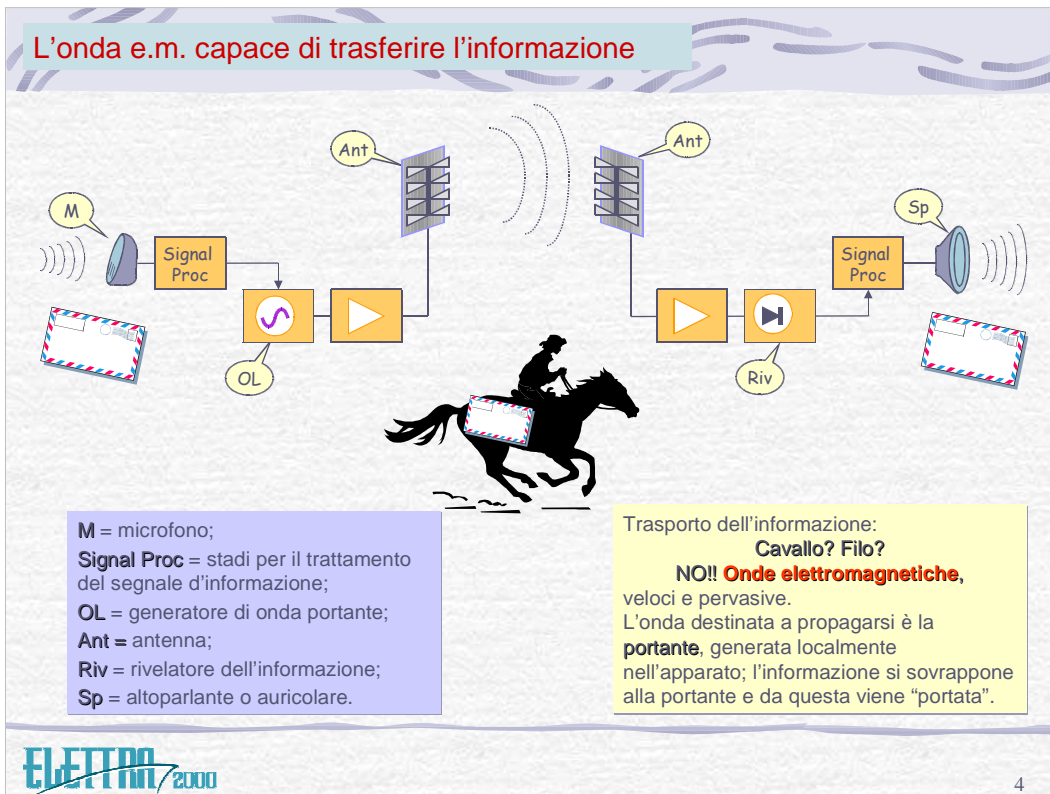 L'onda e.m. capace di trasferire l'informazione
Ant
Ant
M
Sp
Signal
Proc
Signal
Proc
OL
Riv
M = microfono;
Signal Proc = stadi per il trattamento
del segnale d'informazione;
OL = generatore di onda portante;
Ant = antenna;
Riv = rivelatore dell'informazione;
Sp = altoparlante o auricolare.
Trasporto dell'informazione:
Cavallo? Filo?
NO!! Onde elettromagnetiche,
veloci e pervasive.
L'onda destinata a propagarsi è la
portante, generata localmente
nell'apparato; l'informazione si sovrappone
alla portante e da questa viene “portata”.
ELETTRA 2000
4